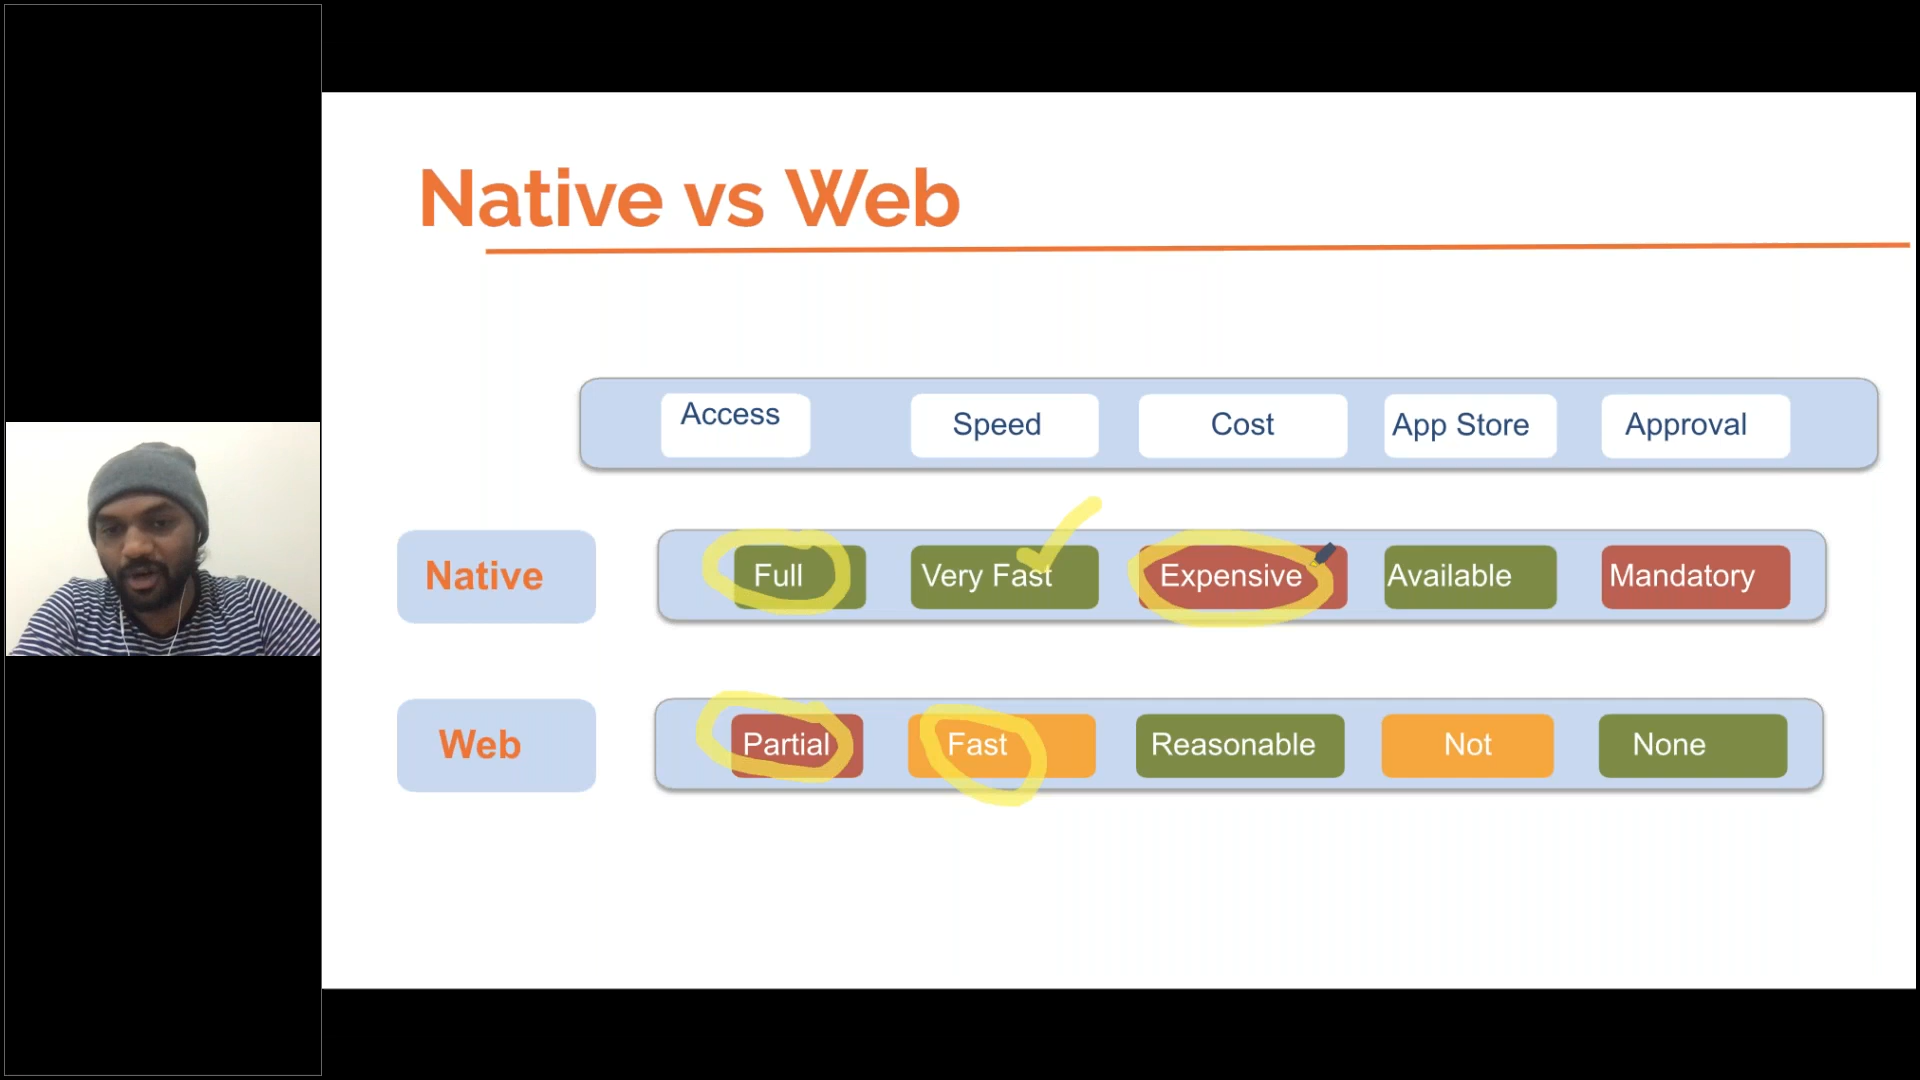 Native vs Web
Access Speed Cost App Store Approval
Native Full Very Fast Expensive Available Mandatory
Web Partial Fast Reasonable Not None